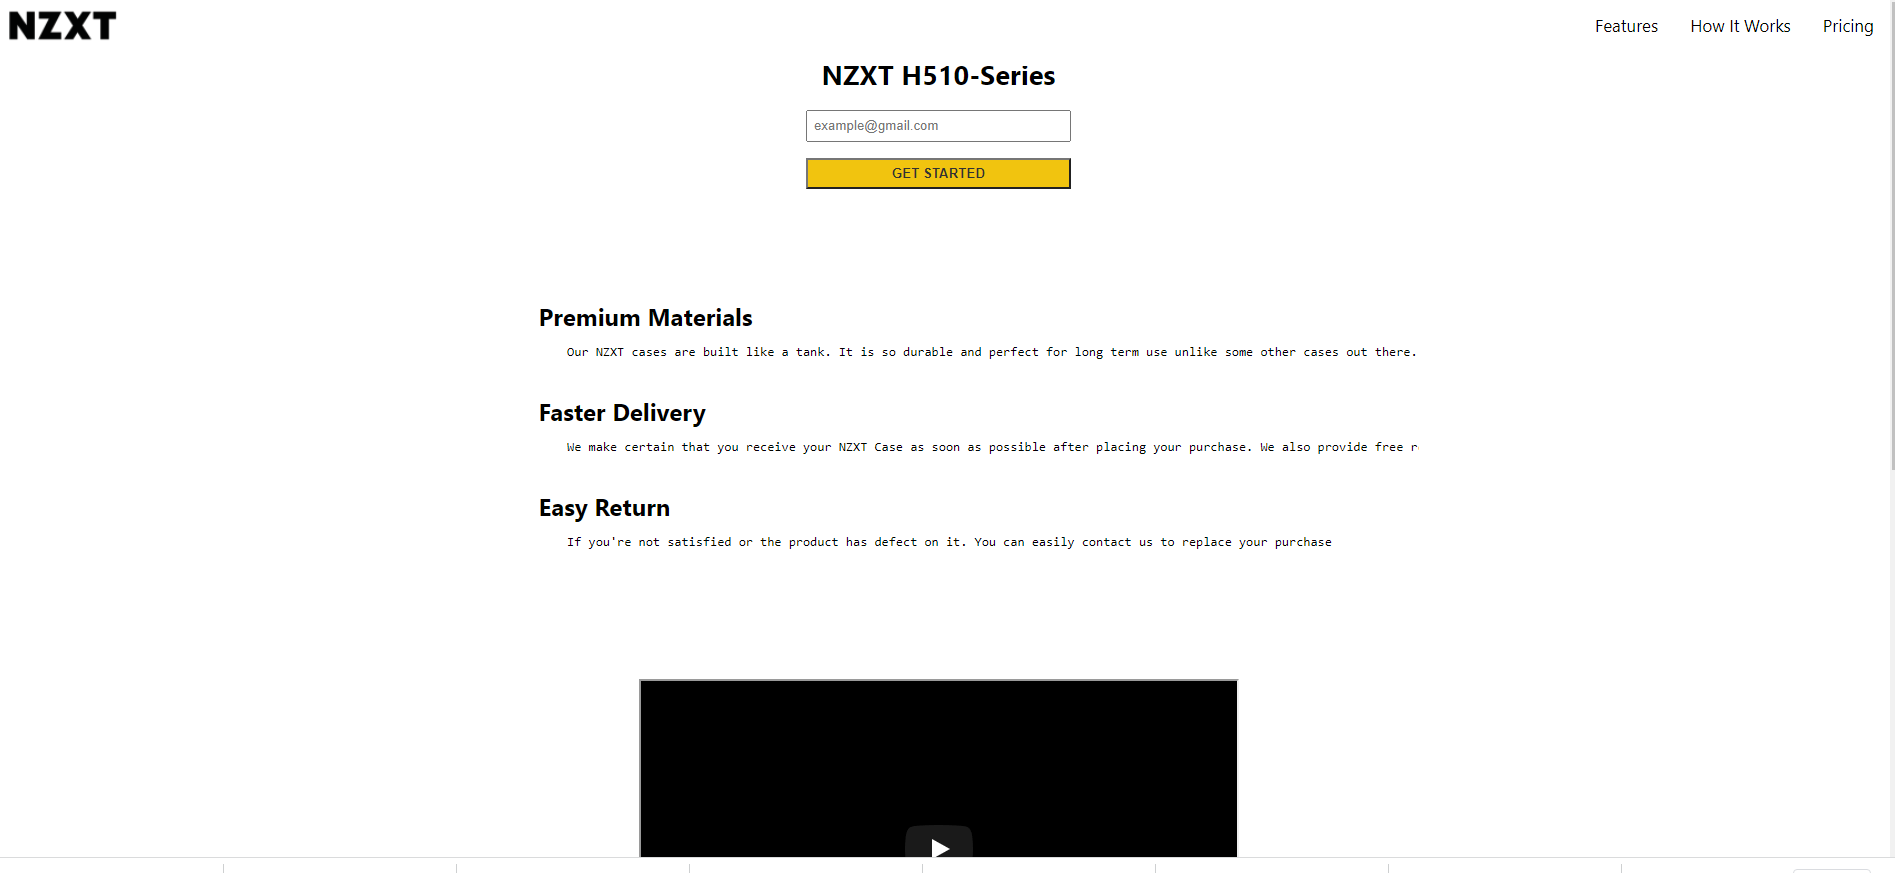 NZXT
Features How It Works Pricing
NZXT H510-Series
example@gmail.com
GET STARTED
Premium Materials
Our NZXT cases are built like a tank. It is so durable and perfect for long term use unlike some other cases out there.
Faster Delivery
We make certain that you receive your NZXT Case as soon as possible after placing your purchase. We also provide free
Easy Return
If you're not satisfied or the product has defect on it. You can easily contact us to replace your purchase